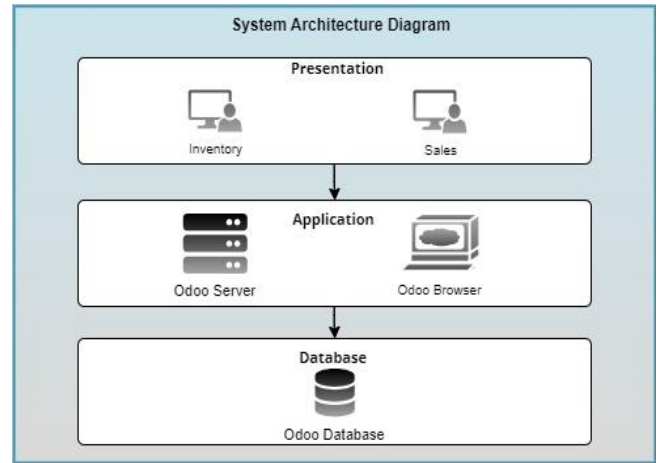 System Architecture Diagram
Presentation
Inventory
Sales
Application
Odoo Server
Odoo Browser
Database
Odoo Database